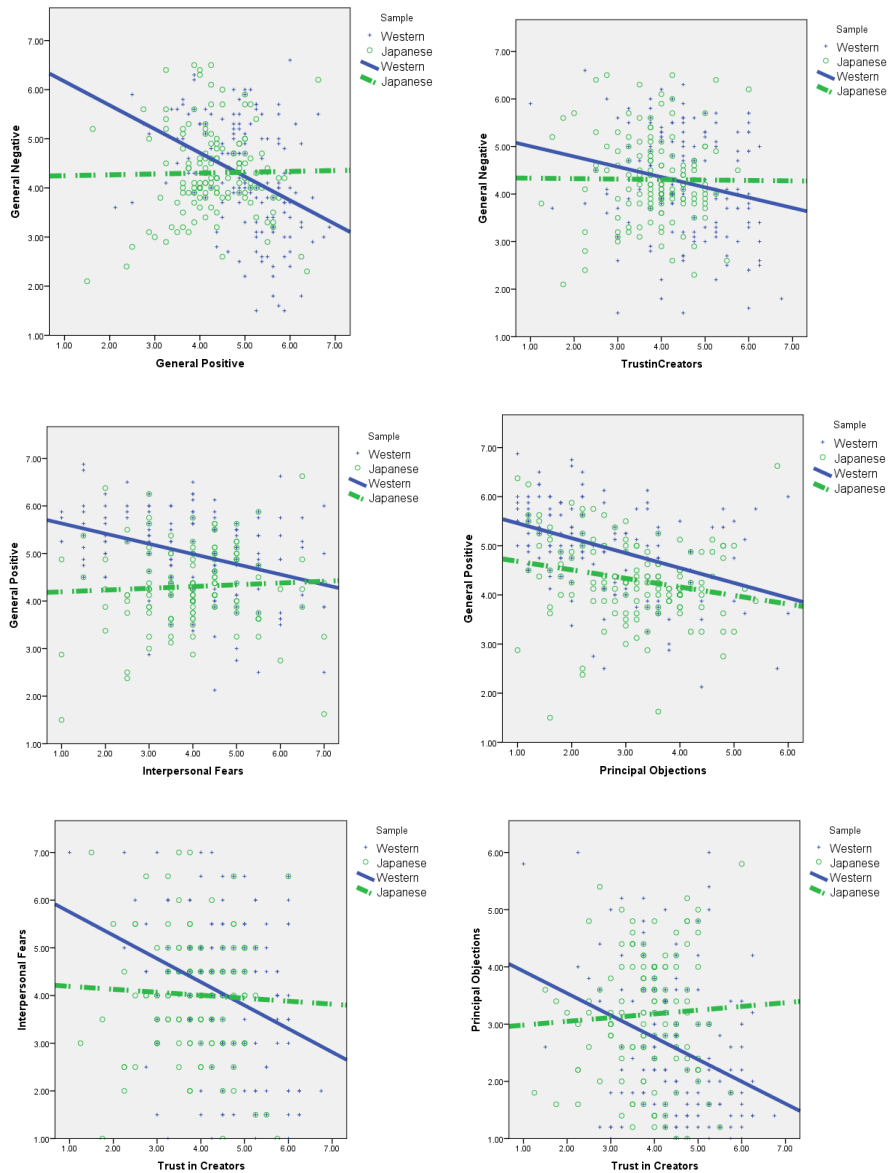 Sample
Western
Japanese
Western
Japanese
General Negative
7.00
6.00
5.00
4.00
3.00
2.00
1.00
1.00 2.00 3.00 4.00 5.00 6.00 7.00
General Positive
Sample
Western
Japanese
Western
Japanese
General Negative
7.00
6.00
5.00
4.00
3.00
2.00
1.00
1.00 2.00 3.00 4.00 5.00 6.00 7.00
TrustinCreators
Sample
Western
Japanese
Western
Japanese
General Positive
7.00
6.00
5.00
4.00
3.00
2.00
1.00
1.00 2.00 3.00 4.00 5.00 6.00 7.00
Interpersonal Fears
Sample
Western
Japanese
Western
Japanese
General Positive
7.00
6.00
5.00
4.00
3.00
2.00
1.00
1.00 2.00 3.00 4.00 5.00 6.00
Principal Objections
Sample
Western
Japanese
Western
Japanese
Interpersonal Fears
7.00
6.00
5.00
4.00
3.00
2.00
1.00
1.00 2.00 3.00 4.00 5.00 6.00 7.00
Trust in Creators
Sample
Western
Japanese
Western
Japanese
Principal Objections
6.00
5.00
4.00
3.00
2.00
1.00
1.00 2.00 3.00 4.00 5.00 6.00 7.00
Trust in Creators